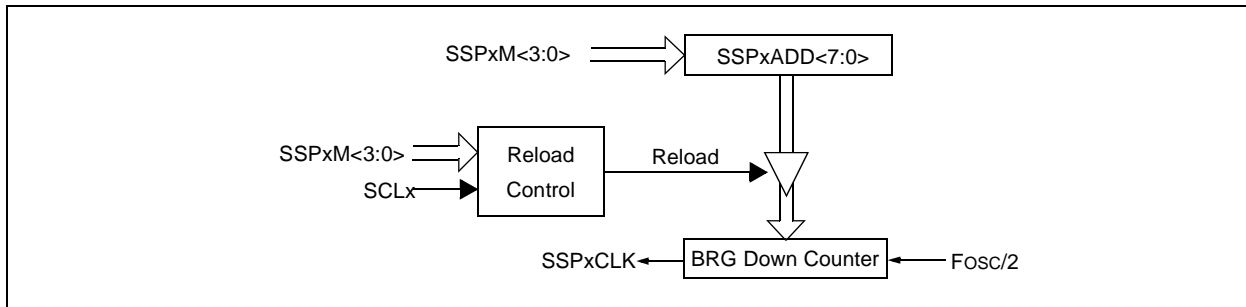 SSPxM<3:0>
SSPxADD<7:0>
SSPxM<3:0>
SCLx
Reload
Control
Reload
SSPxCLK
BRG Down Counter
FOSC/2